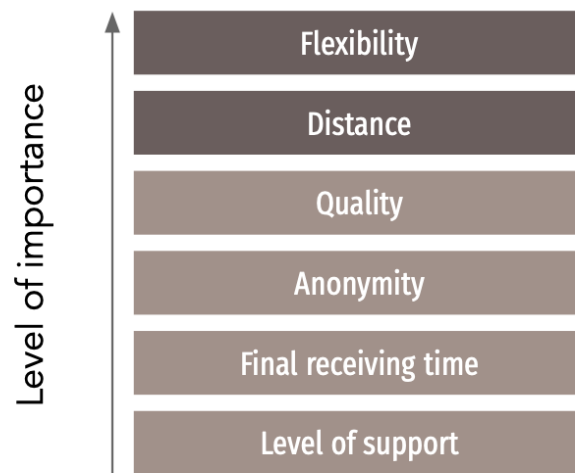 Level of importance
Flexibility
Distance
Quality
Anonymity
Final receiving time
Level of support